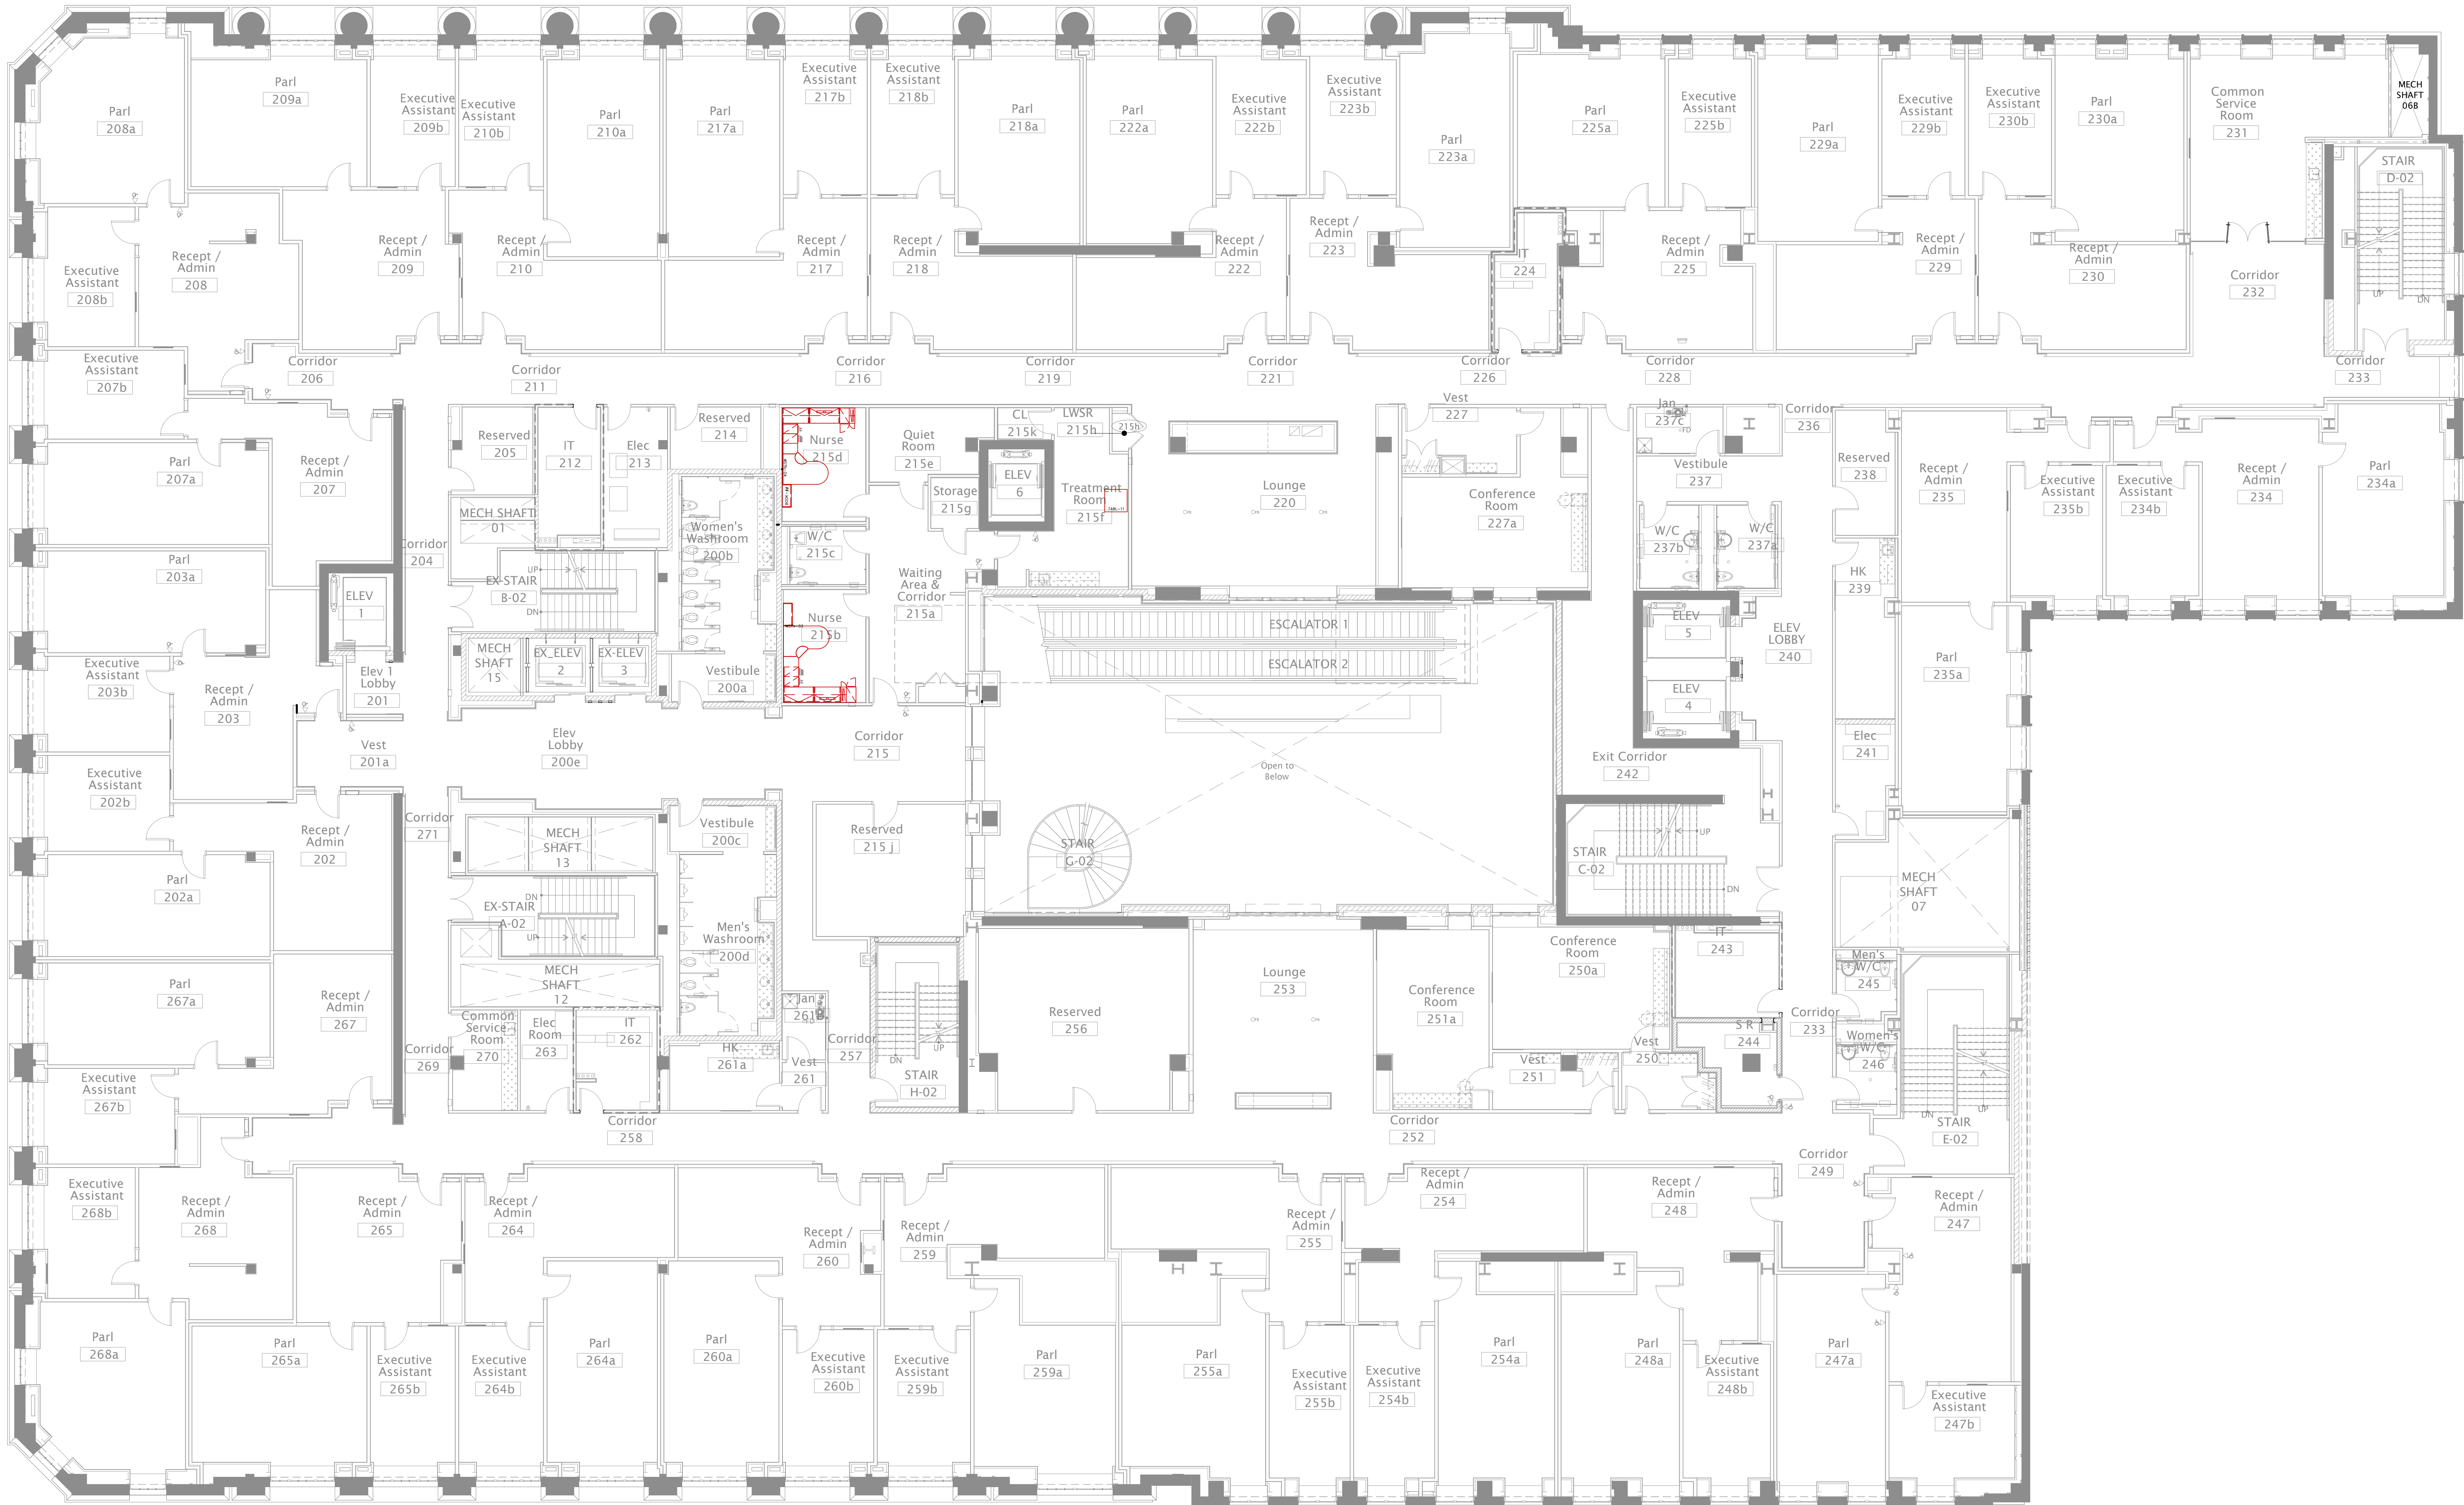 Parl
208a
Parl
209a
Executive
Assistant
209b
Executive
Assistant
210b
Parl
210a
Parl
217a
Executive
Assistant
217b
Executive
Assistant
218b
Parl
218a
Parl
222a
Executive
Assistant
222b
Executive
Assistant
223b
Parl
223a
Parl
225a
Executive
Assistant
225b
Parl
229a
Executive
Assistant
229b
Executive
Assistant
230b
Parl
230a
Common
Service
Room
231
MECH
SHAFT
06B
STAIR
D-02
UP
DN
Executive
Assistant
208b
Recept /
Admin
208
Recept /
Admin
209
Recept /
Admin
210
Recept /
Admin
217
Recept /
Admin
218
Recept /
Admin
222
Recept /
Admin
223
IT
224
Recept /
Admin
225
Recept /
Admin
229
Recept /
Admin
230
Corridor
232
Executive
Assistant
207b
Corridor
206
Corridor
211
Corridor
216
Corridor
219
Corridor
221
Corridor
226
Corridor
228
Corridor
233
Parl
207a
Recept /
Admin
207
Reserved
205
IT
212
Elec
213
Reserved
214
Nurse
215d
Quiet
Room
215e
CL
215k
LWSR
215h
215h
ELEV
6
Storage
215g
Treatment
Room
215f
TABL-11
Lounge
220
Vest
227
Conference
Room
227a
Jan
237c
FD
Vestibule
237
Corridor
236
Reserved
238
Recept /
Admin
235
Executive
Assistant
235b
Executive
Assistant
234b
Recept /
Admin
234
Parl
234a
MECH SHAFT
01
Women's
Washroom
200b
W/C
215c
W/C
237b
W/C
237a
Corridor
204
Parl
203a
ELEV
1
UP
EX-STAIR
B-02
DN
Waiting
Area &
Corridor
215a
HK
239
Nurse
215b
ESCALATOR 1
ESCALATOR 2
ELEV
5
ELEV
LOBBY
240
ELEV
4
Parl
235a
Executive
Assistant
203b
Recept /
Admin
203
Elev 1
Lobby
201
MECH
SHAFT
15
EX_ELEV
2
EX-ELEV
3
Vestibule
200a
Vest
201a
Elev
Lobby
200e
Corridor
215
Open to
Below
Exit Corridor
242
Elec
241
Executive
Assistant
202b
Recept /
Admin
202
Corridor
271
MECH
SHAFT
13
Vestibule
200c
Reserved
215 j
STAIR
G-02
STAIR
C-02
UP
DN
Parl
202a
DN
EX-STAIR
A-02
UP
Men's
Washroom
200d
MECH
SHAFT
07
Conference
Room
250a
IT
243
Parl
267a
Recept /
Admin
267
MECH
SHAFT
12
Lounge
253
Conference
Room
251a
Men's
W/C
245
Reserved
256
Common
Service
Room
270
Elec
Room
263
IT
262
Jan
Corridor
257
DN
UP
S R
244
Corridor
233
Women's
W/C
246
Corridor
269
HK
261a
Vest
261
STAIR
H-02
Vest
251
Vest
250
Executive
Assistant
267b
DN
UP
STAIR
E-02
Corridor
258
Corridor
252
Corridor
249
Executive
Assistant
268b
Recept /
Admin
268
Recept /
Admin
265
Recept /
Admin
264
Recept /
Admin
260
Recept /
Admin
259
Recept /
Admin
255
Recept /
Admin
254
Recept /
Admin
248
Recept /
Admin
247
Parl
268a
Parl
265a
Executive
Assistant
265b
Executive
Assistant
264b
Parl
264a
Parl
260a
Executive
Assistant
260b
Executive
Assistant
259b
Parl
259a
Parl
255a
Executive
Assistant
255b
Executive
Assistant
254b
Parl
254a
Parl
248a
Executive
Assistant
248b
Parl
247a
Executive
Assistant
247b